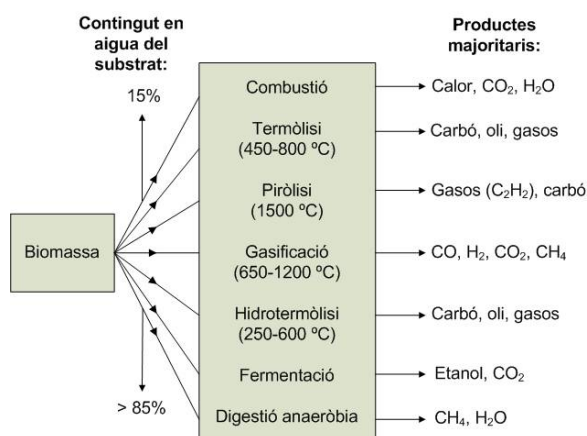 Contingut en
aigua del
substrat:
15%
Biomassa
> 85%
Combustió
Termòlisi
(450-800 ºC)
Piròlisi
(1500 ºC)
Gasificació
(650-1200 ºC)
Hidrotermòlisi
(250-600 ºC)
Fermentació
Digestió anaeròbia
Productes
majoritaris:
Calor, CO₂, H₂O
Carbó, oli, gasos
Gasos (C₂H₂), carbó
CO, H₂, CO₂, CH₄
Carbó, oli, gasos
Etanol, CO₂
CH₄, H₂O